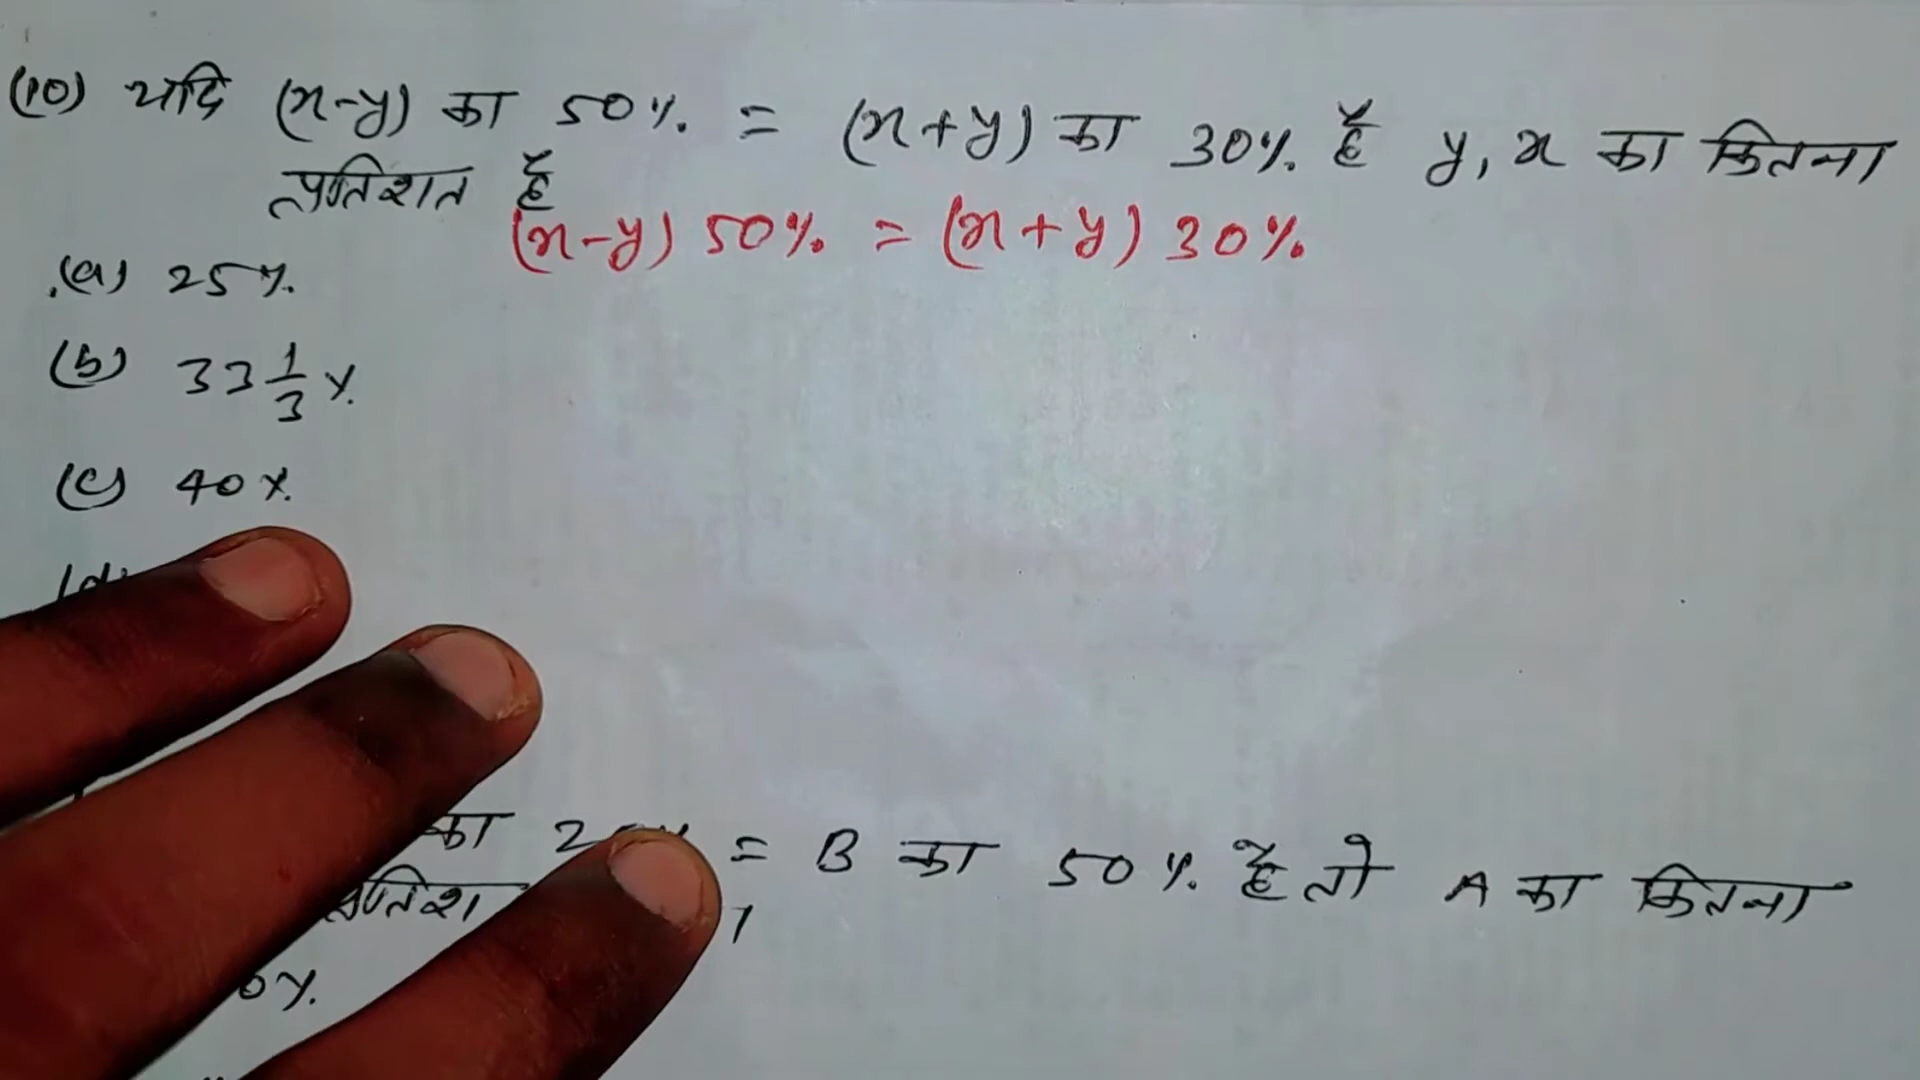 (10) यदि (x-y) का 50% = (x+y) का 30% है y, x का कितना
प्रतिशत है
(x-y) 50% = (x+y) 30%
(a) 25%
(b) 33 1/3 %
(c) 40%
का = B का 50% है तो A का कितना